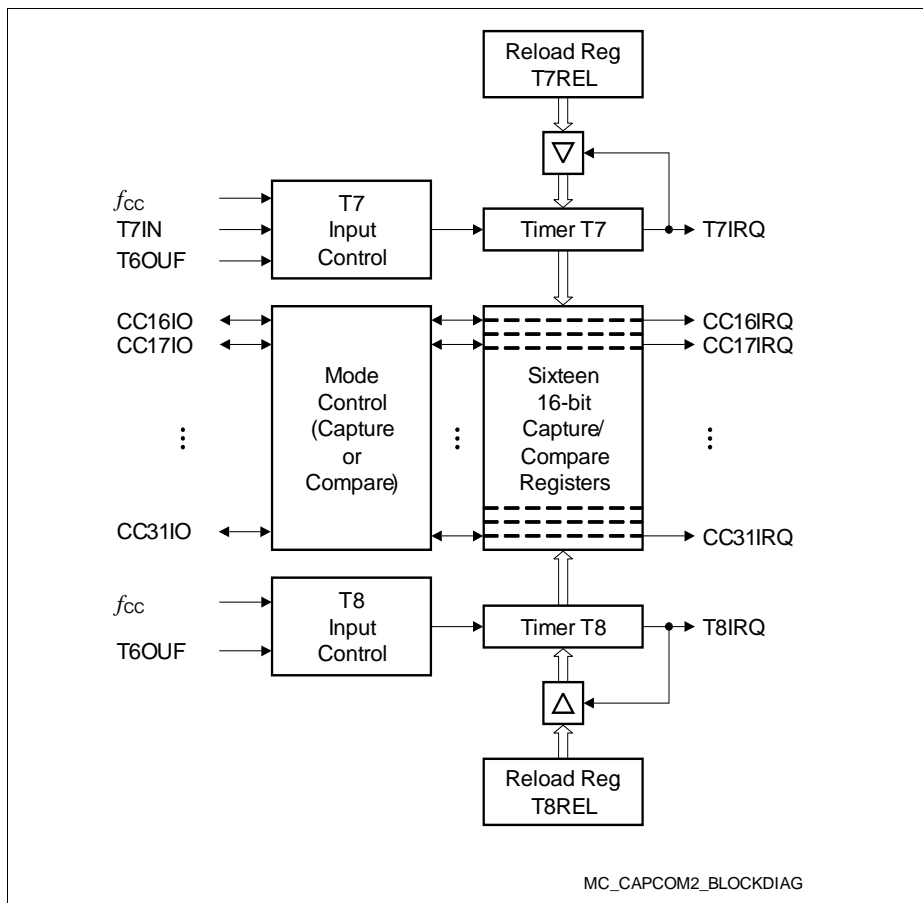 Reload Reg.
T7REL
fCC
T7IN
T6OUF
T7
Input
Control
Timer T7
T7IRQ
CC16IO
CC17IO
CC31IO
Mode
Control
(Capture
or
Compare)
Sixteen
16-bit
Capture/
Compare
Registers
CC16IRQ
CC17IRQ
CC31IRQ
fCC
T6OUF
T8
Input
Control
Timer T8
T8IRQ
Reload Reg.
T8REL
MC_CAPCOM2_BLOCKDIAG